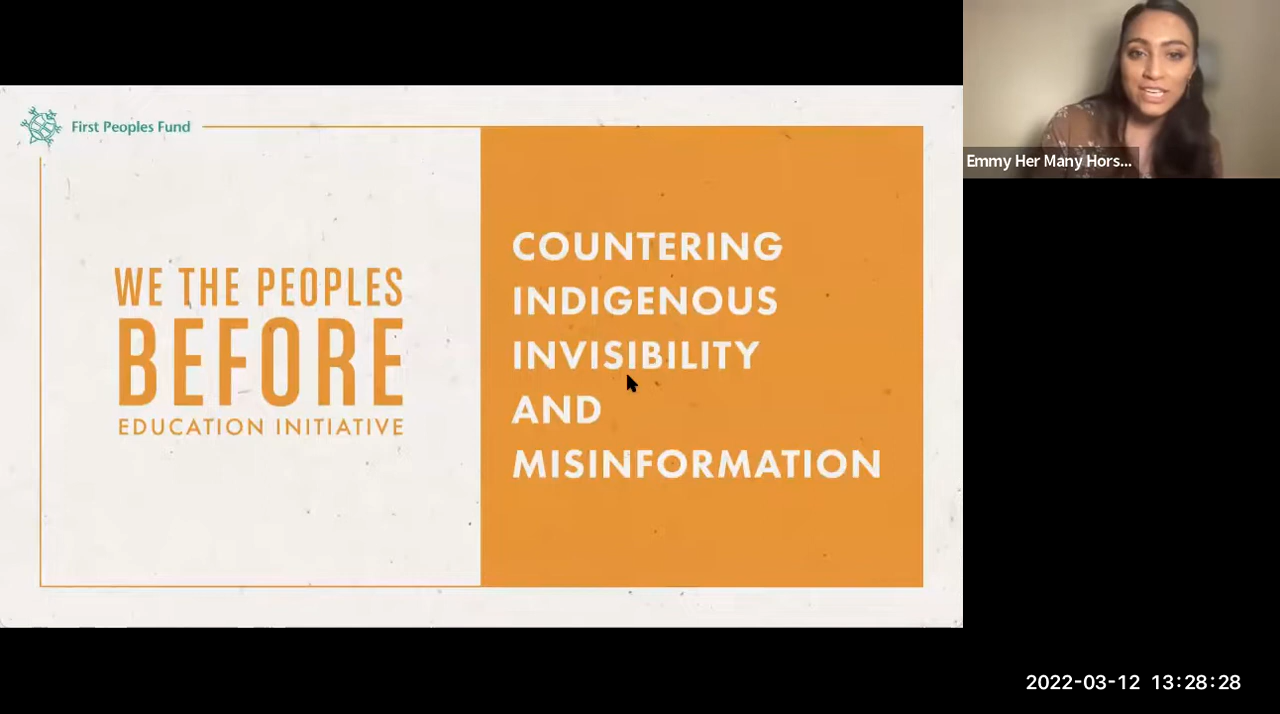 First Peoples Fund
WE THE PEOPLES
BEFORE
EDUCATION INITIATIVE
COUNTERING
INDIGENOUS
INVISIBILITY
AND
MISINFORMATION
Emmy Her Many Hors...
2022-03-12 13:28:28